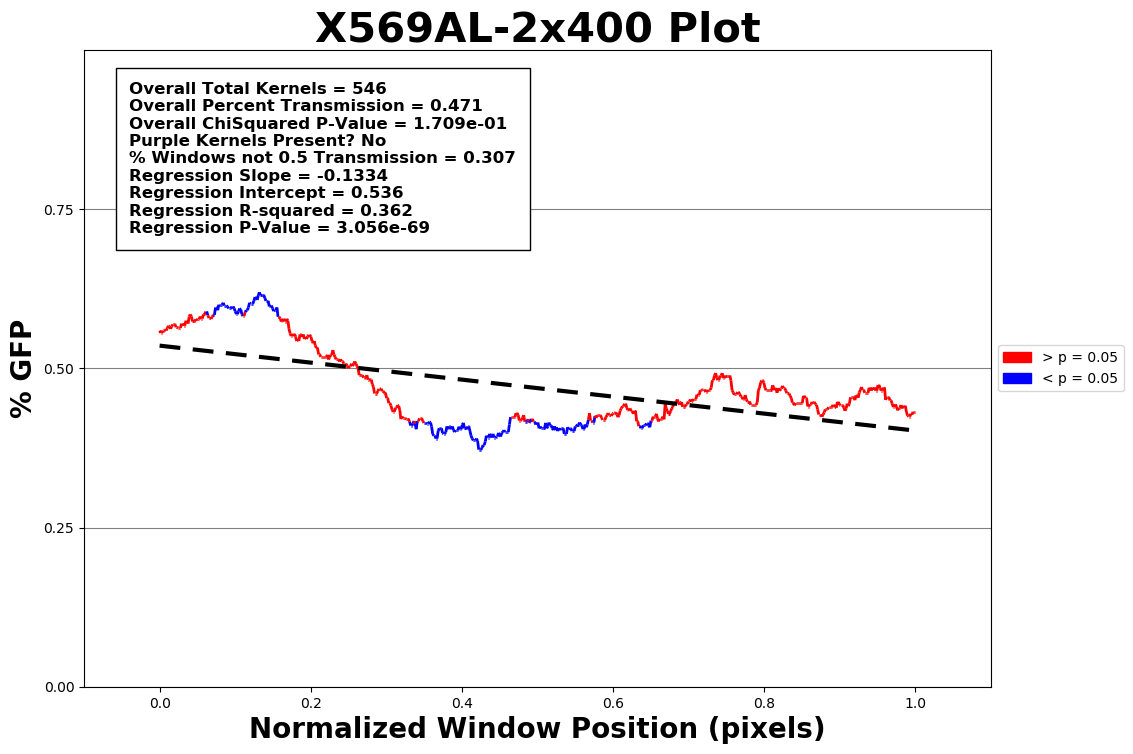 X569AL-2x400 Plot
Overall Total Kernels = 546
Overall Percent Transmission = 0.471
Overall ChiSquared P-Value = 1.709e-01
Purple Kernels Present? No
% Windows not 0.5 Transmission = 0.307
Regression Slope = -0.1334
Regression Intercept = 0.536
Regression R-squared = 0.362
Regression P-Value = 3.056e-69
% GFP
0.75
0.50
0.25
0.00
> p = 0.05
< p = 0.05
0.0 0.2 0.4 0.6 0.8 1.0
Normalized Window Position (pixels)